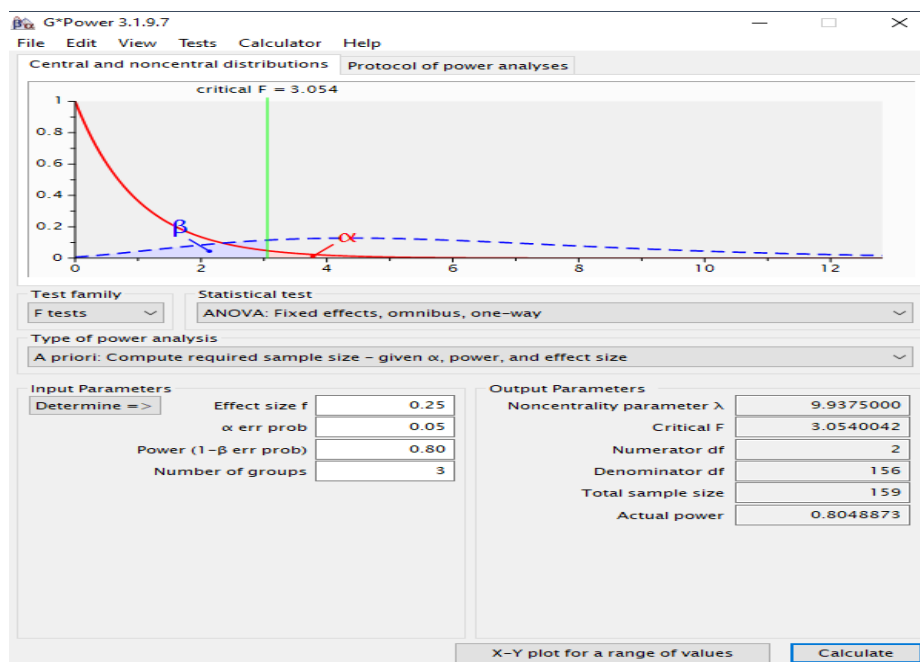 G*Power 3.1.9.7
File Edit View Tests Calculator Help
Central and noncentral distributions Protocol of power analyses
critical F = 3.054
1
0.8
0.6
0.4
0.2
0
β
α
0 2 4 6 8 10 12
Test family Statistical test
F tests ANOVA: Fixed effects, omnibus, one-way
Type of power analysis
A priori: Compute required sample size – given α, power, and effect size
Input Parameters Output Parameters
Determine => Effect size f 0.25 Noncentrality parameter λ 9.9375000
α err prob 0.05 Critical F 3.0540042
Power (1-β err prob) 0.80 Numerator df 2
Number of groups 3 Denominator df 156
Total sample size 159
Actual power 0.8048873
X-Y plot for a range of values Calculate